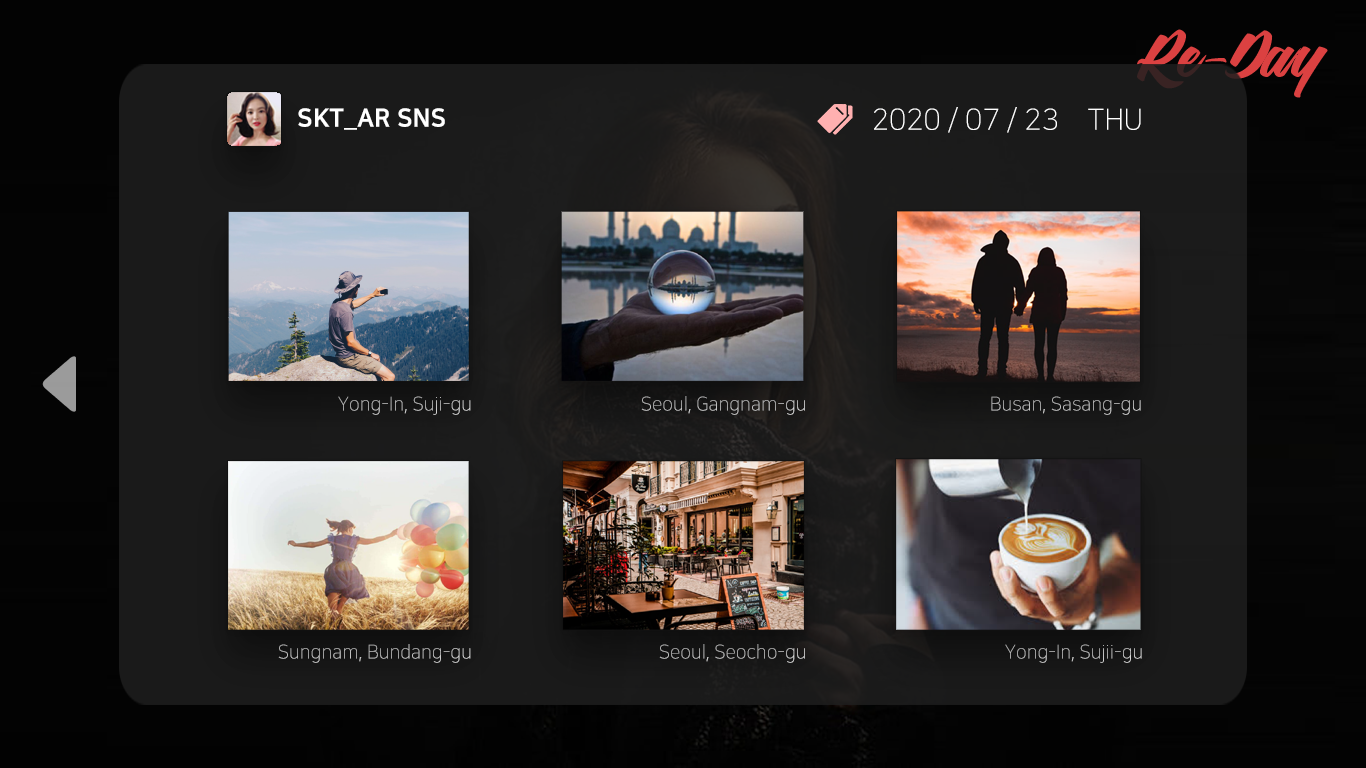 Re-Day
SKT_AR SNS
2020 / 07 / 23 THU
Yong-In, Suji-gu
Seoul, Gangnam-gu
Busan, Sasang-gu
Sungnam, Bundang-gu
Seoul, Seocho-gu
Yong-In, Sujii-gu